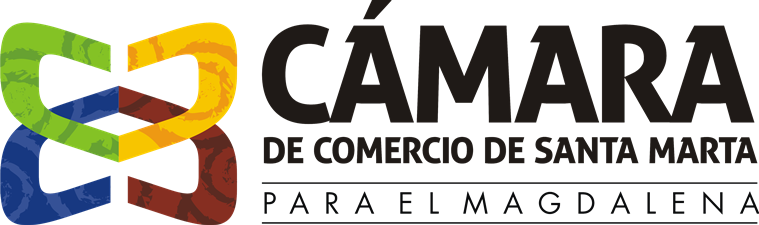 CÁMARA
DE COMERCIO DE SANTA MARTA
PARA EL MAGDALENA